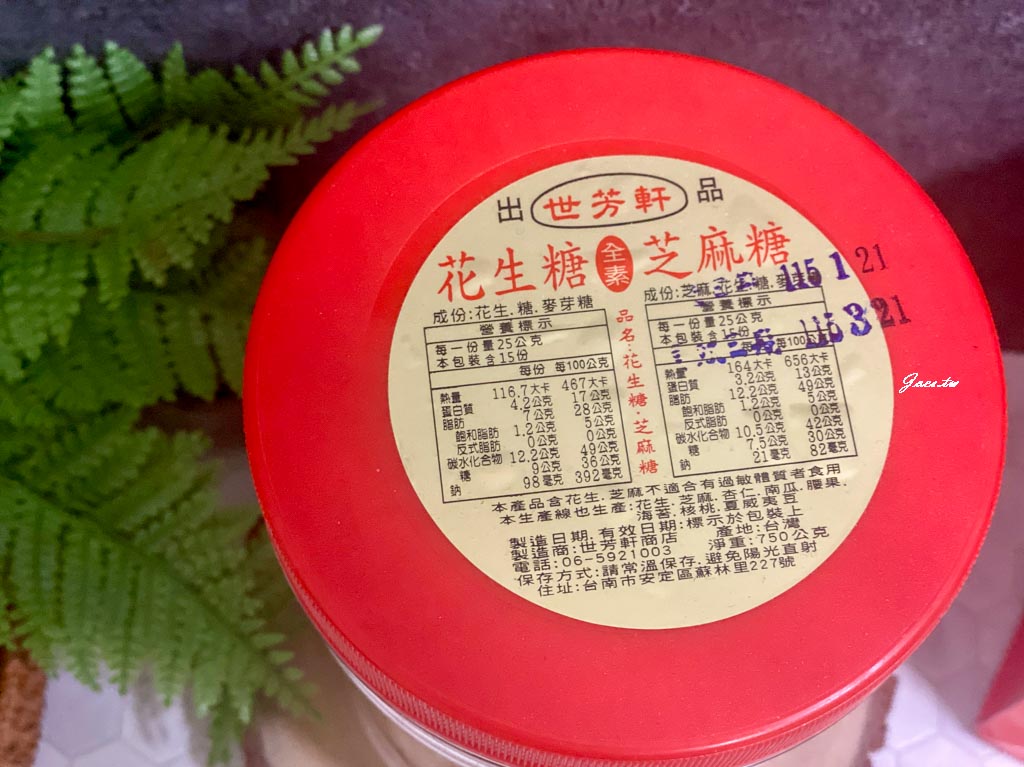 出 世芳軒 品
花生糖 全素 芝麻糖
成份:花生.糖.麥芽糖
營養標示
每一份量25公克
本包裝含15份
每份 每100公克
熱量 116.7大卡 467大卡
蛋白質 4.2公克 17公克
脂肪 7公克 28公克
飽和脂肪 1.2公克 5公克
反式脂肪 0公克 0公克
碳水化合物 12.2公克 49公克
糖 9公克 36公克
鈉 98毫克 392毫克
品名:花生糖.芝麻糖
成份:芝麻.花生.糖.麥芽
營養標示
每一份量25公克
本包裝含15份
每100公克
熱量 164大卡 656大卡
蛋白質 3.2公克 13公克
脂肪 12.2公克 49公克
飽和脂肪 1.2公克 5公克
反式脂肪 0公克 0公克
碳水化合物 10.5公克 42公克
糖 7.5公克 30公克
鈉 21毫克 82毫克
115 1 21
115 3 21
本產品含花生.芝麻不適合有過敏體質者食用
本生產線也生產:花生.芝麻.杏仁.南瓜.腰果.
海苔.核桃.夏威夷豆
製造日期.有效日期:標示於包裝上
製造商:世芳軒商店 產地:台灣
電話:06-5921003 淨重:750公克
保存方式:請常溫保存.避免陽光直射
住址:台南市安定區蘇林里227號
Jaes.tw